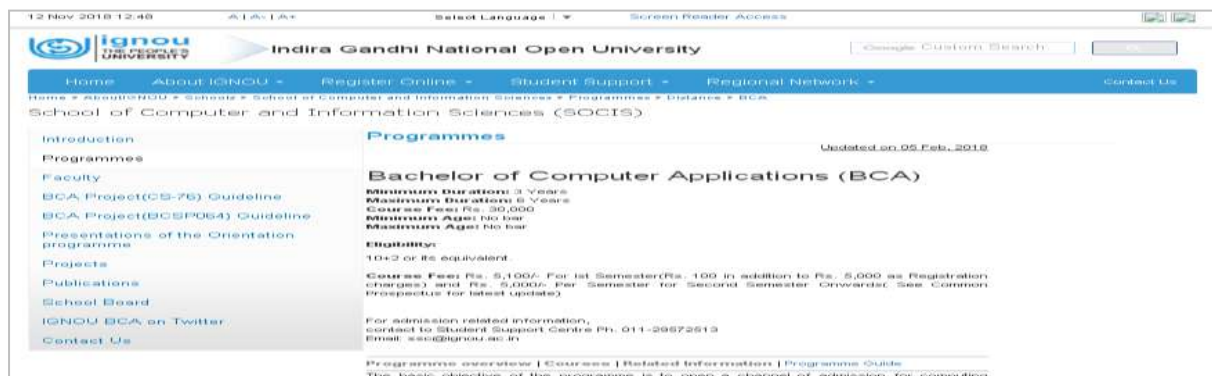 12 Nov 2018 12:48 A | A- | A+ Select Language ▼ Screen Reader Access
ignou
THE PEOPLE'S
UNIVERSITY
Indira Gandhi National Open University
Google Custom Search
Home About IGNOU Register Online Student Support Regional Network Contact Us
Home > AboutIGNOU > Schools > School of Computer and Information Sciences > Programmes > Distance > BCA
School of Computer and Information Sciences (SOCIS)
Introduction
Programmes
Faculty
BCA Project(CS-76) Guideline
BCA Project(BCSP064) Guideline
Presentations of the Orientation
programme
Projects
Publications
School Board
IGNOU BCA on Twitter
Contact Us
Programmes
Updated on 05 Feb, 2018
Bachelor of Computer Applications (BCA)
Minimum Duration: 3 Years
Maximum Duration: 6 Years
Course Fee: Rs. 30,000
Minimum Age: No bar
Maximum Age: No bar
Eligibility:
10+2 or its equivalent.
Course Fee: Rs. 5,100/- For Ist Semester(Rs. 100 in addition to Rs. 5,000 as Registration
charges) and Rs. 5,000/- Per Semester for Second Semester Onwards( See Common
Prospectus for latest update)
For admission related information,
contact to Student Support Centre Ph. 011-29572513
Email: ssc@ignou.ac.in
Programme overview | Courses | Related Information | Programme Guide
The basic objective of the programme is to open a channel of admission for computing